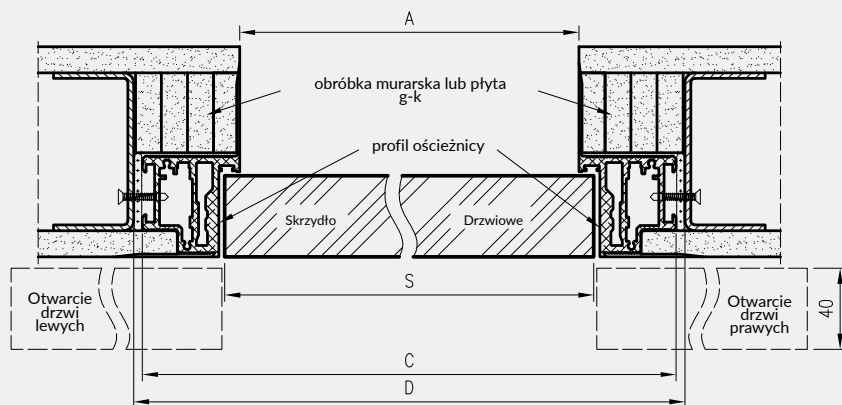 A
obróbka murarska lub płyta
g-k
profil ościeżnicy
Skrzydło
Drzwiowe
S
Otwarcie
drzwi
lewych
Otwarcie
drzwi
prawych
40
C
D